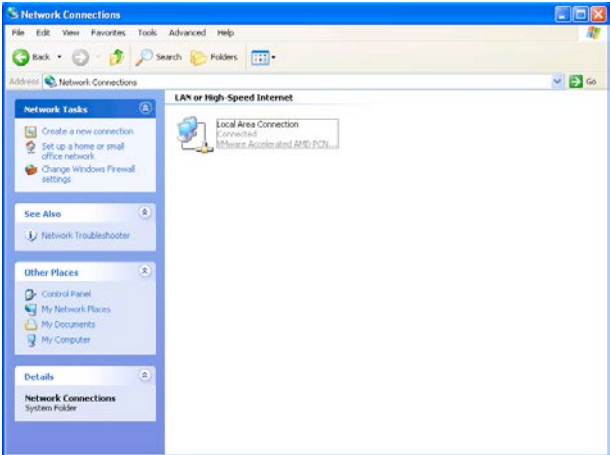 Network Connections
File Edit View Favorites Tools Advanced Help
Back Search Folders
Address Network Connections Go
Network Tasks
Create a new connection
Set up a home or small
office network
Change Windows Firewall
settings
See Also
Network Troubleshooter
Other Places
Control Panel
My Network Places
My Documents
My Computer
Details
Network Connections
System Folder
LAN or High-Speed Internet
Local Area Connection
Connected
VMware Accelerated AMD PCN...